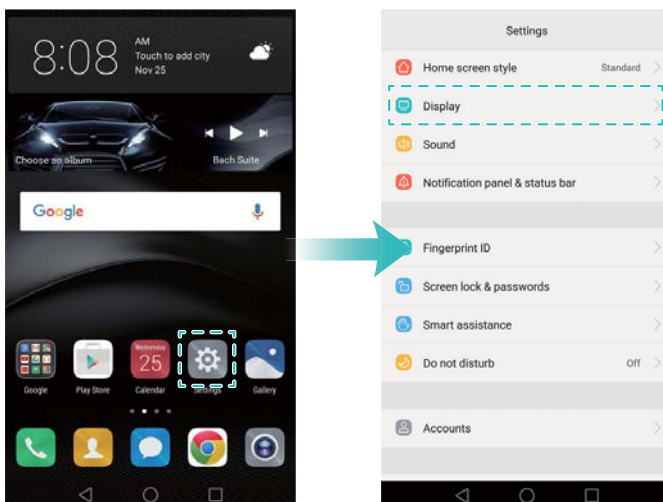 8:08
AM
Touch to add city
Nov 25
Choose an album
Bach Suite
Google
Wednesday
25
Google
Play Store
Calendar
Settings
Gallery
Settings
Home screen style
Standard
Display
Sound
Notification panel & status bar
Fingerprint ID
Screen lock & passwords
Smart assistance
Do not disturb
Off
Accounts